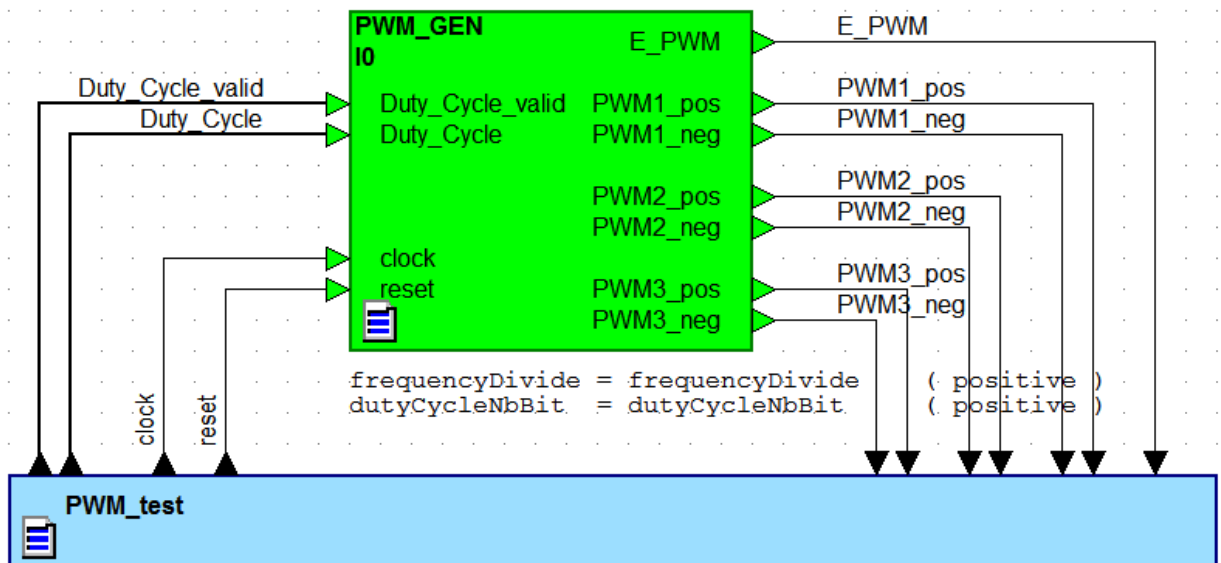 PWM_GEN
I0
E_PWM
E_PWM
Duty_Cycle_valid
Duty_Cycle_valid
PWM1_pos
PWM1_pos
Duty_Cycle
Duty_Cycle
PWM1_neg
PWM1_neg
PWM2_pos
PWM2_pos
PWM2_neg
PWM2_neg
clock
reset
PWM3_pos
PWM3_pos
PWM3_neg
PWM3_neg
frequencyDivide = frequencyDivide ( positive )
dutyCycleNbBit = dutyCycleNbBit ( positive )
clock
reset
PWM_test